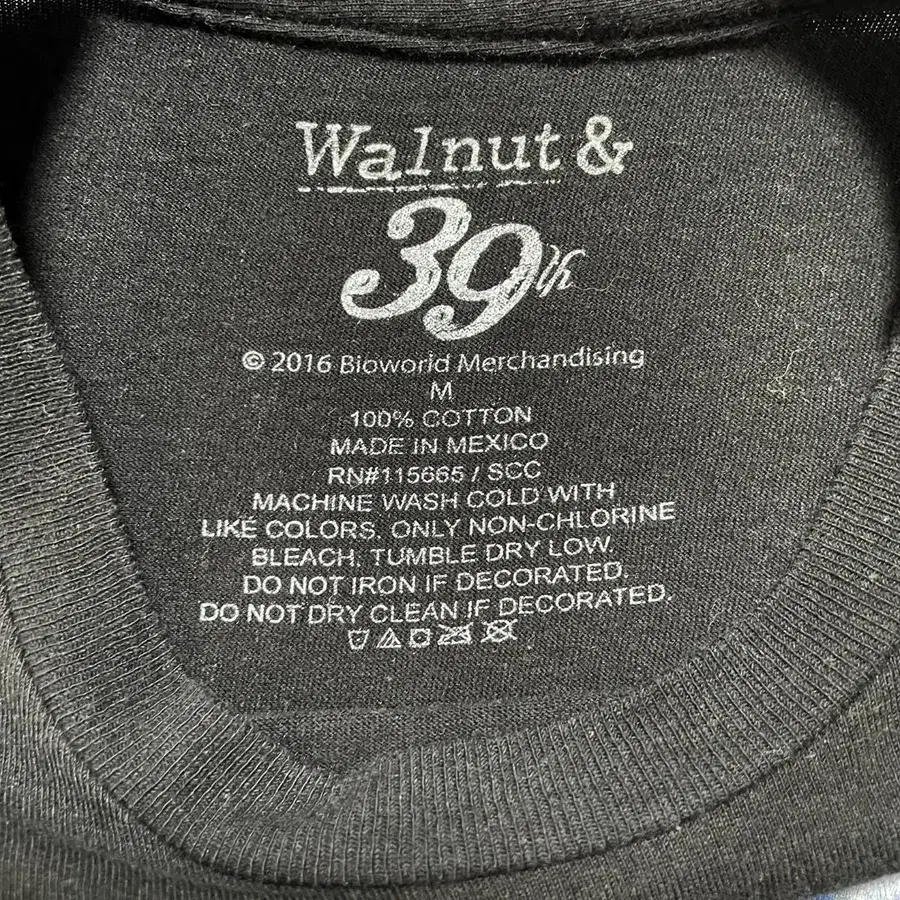 Walnut &
39th
© 2016 Bioworld Merchandising
M
100% COTTON
MADE IN MEXICO
RN#115665 / SCC
MACHINE WASH COLD WITH
LIKE COLORS. ONLY NON-CHLORINE
BLEACH. TUMBLE DRY LOW.
DO NOT IRON IF DECORATED.
DO NOT DRY CLEAN IF DECORATED.